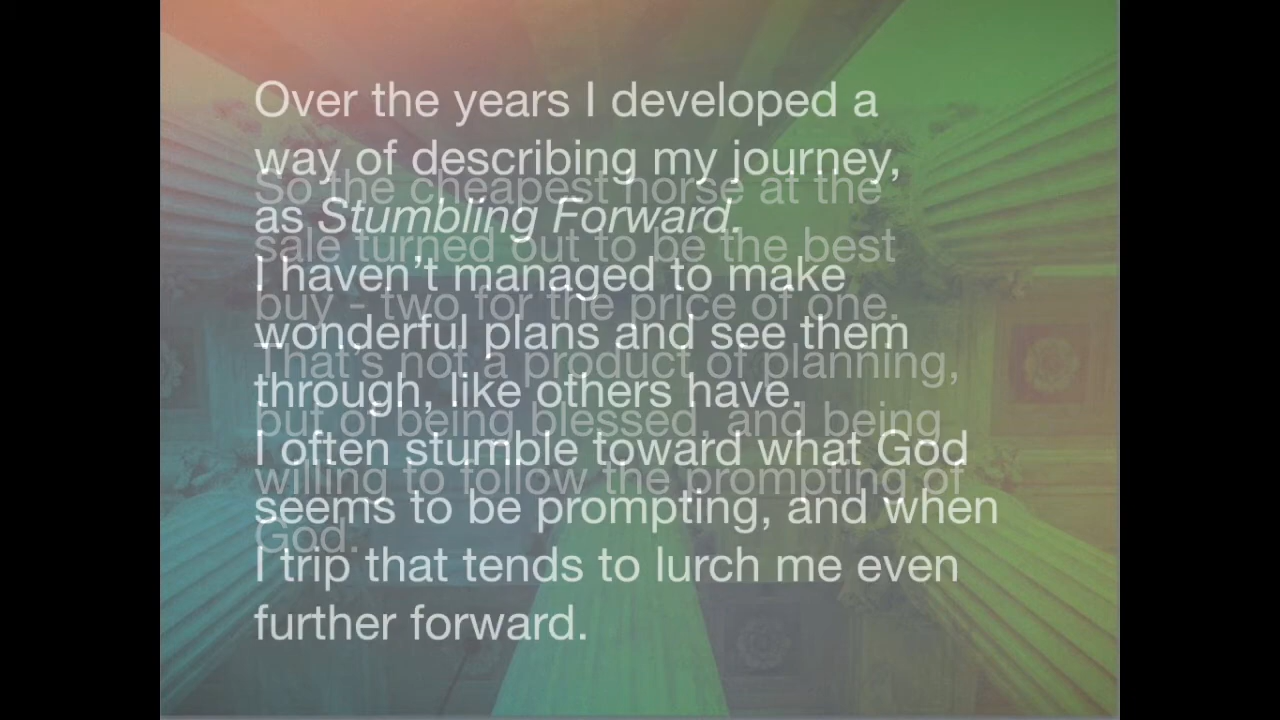 Over the years I developed a
way of describing my journey,
as Stumbling Forward.
I haven’t managed to make
wonderful plans and see them
through, like others have.
I often stumble toward what God
seems to be prompting, and when
I trip that tends to lurch me even
further forward.
So the cheapest horse at the
sale turned out to be the best
buy - two for the price of one.
That’s not a product of planning,
but of being blessed, and being
willing to follow the prompting of
God.